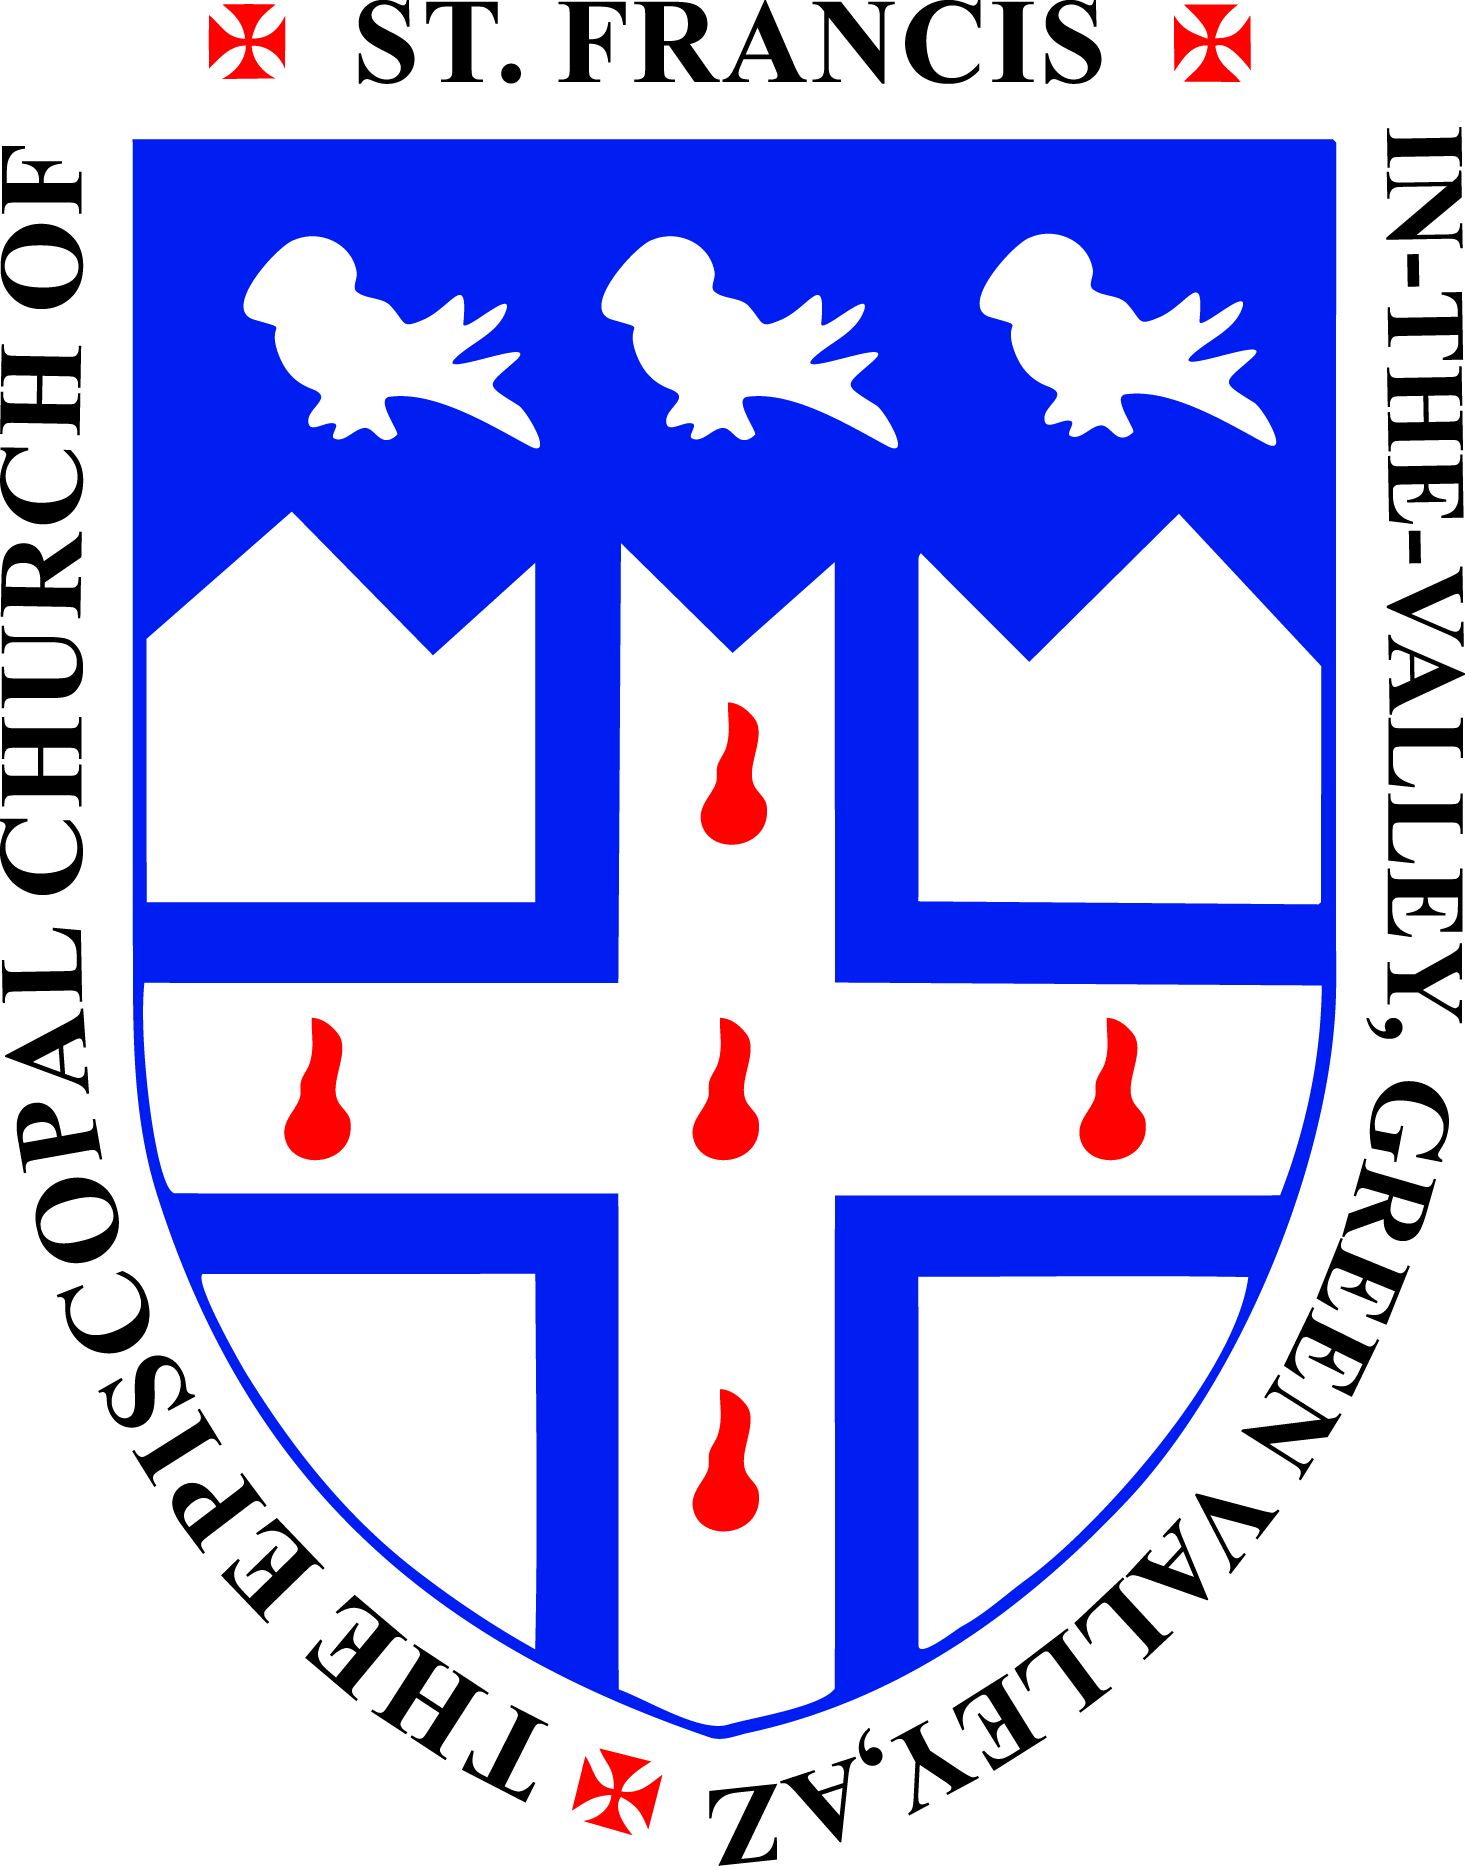 THE EPISCOPAL CHURCH OF
ST. FRANCIS
IN-THE-VALLEY, GREEN VALLEY, AZ